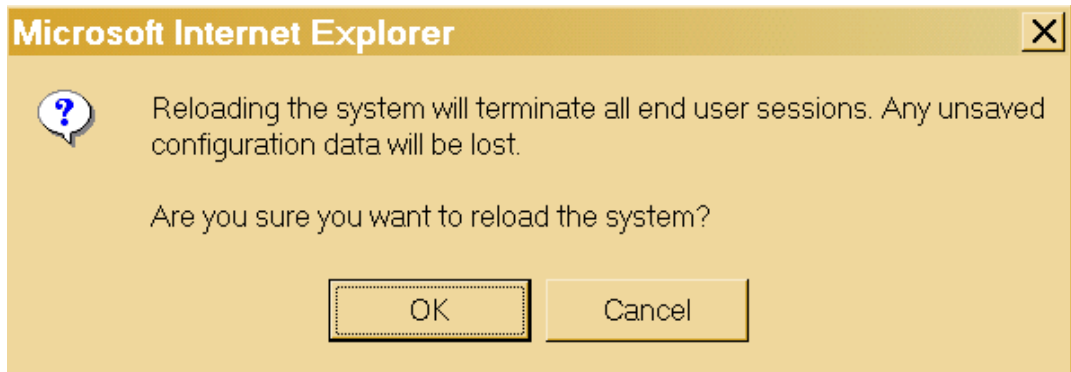 Microsoft Internet Explorer
Reloading the system will terminate all end user sessions. Any unsaved
configuration data will be lost.
Are you sure you want to reload the system?
OK
Cancel